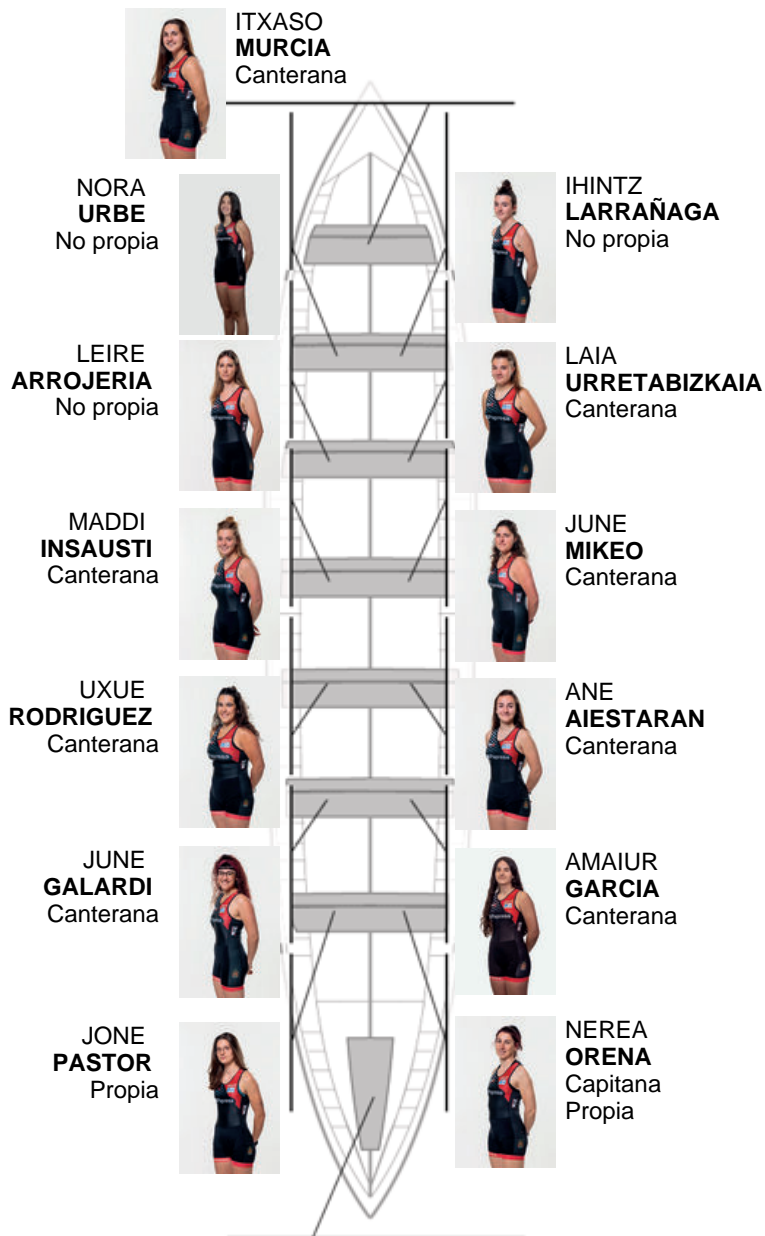 ITXASO
MURCIA
Canterana
NORA
URBE
No propia
IHINTZ
LARRAÑAGA
No propia
LEIRE
ARROJERIA
No propia
LAIA
URRETABIZKAIA
Canterana
MADDI
INSAUSTI
Canterana
JUNE
MIKEO
Canterana
UXUE
RODRIGUEZ
Canterana
ANE
AIESTARAN
Canterana
JUNE
GALARDI
Canterana
AMAIUR
GARCIA
Canterana
JONE
PASTOR
Propia
NEREA
ORENA
Capitana
Propia